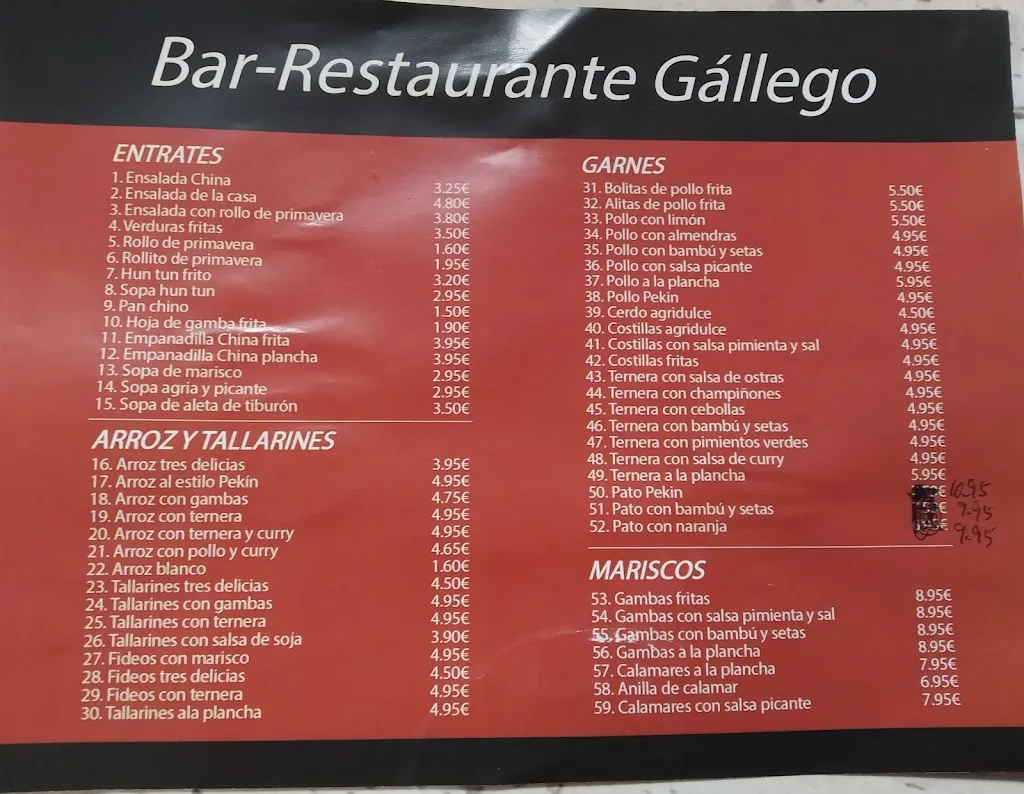 Bar-Restaurante Gállego
ENTRATES
1. Ensalada China 3.25€
2. Ensalada de la casa 4.80€
3. Ensalada con rollo de primavera 3.80€
4. Verduras fritas 3.50€
5. Rollo de primavera 1.60€
6. Rollito de primavera 1.95€
7. Hun tun frito 3.20€
8. Sopa hun tun 2.95€
9. Pan chino 1.50€
10. Hoja de gamba frita 1.90€
11. Empanadilla China frita 3.95€
12. Empanadilla China plancha 3.95€
13. Sopa de marisco 2.95€
14. Sopa agria y picante 2.95€
15. Sopa de aleta de tiburón 3.50€
ARROZ Y TALLARINES
16. Arroz tres delicias 3.95€
17. Arroz al estilo Pekín 4.95€
18. Arroz con gambas 4.75€
19. Arroz con ternera 4.95€
20. Arroz con ternera y curry 4.95€
21. Arroz con pollo y curry 4.65€
22. Arroz blanco 1.60€
23. Tallarines tres delicias 4.50€
24. Tallarines con gambas 4.95€
25. Tallarines con ternera 4.95€
26. Tallarines con salsa de soja 3.90€
27. Fideos con marisco 4.95€
28. Fideos tres delicias 4.50€
29. Fideos con ternera 4.95€
30. Tallarines ala plancha 4.95€
GARNES
31. Bolitas de pollo frita 5.50€
32. Alitas de pollo frita 5.50€
33. Pollo con limón 5.50€
34. Pollo con almendras 4.95€
35. Pollo con bambú y setas 4.95€
36. Pollo con salsa picante 4.95€
37. Pollo a la plancha 5.95€
38. Pollo Pekin 4.95€
39. Cerdo agridulce 4.50€
40. Costillas agridulce 4.95€
41. Costillas con salsa pimienta y sal 4.95€
42. Costillas fritas 4.95€
43. Ternera con salsa de ostras 4.95€
44. Ternera con champiñones 4.95€
45. Ternera con cebollas 4.95€
46. Ternera con bambú y setas 4.95€
47. Ternera con pimientos verdes 4.95€
48. Ternera con salsa de curry 4.95€
49. Ternera a la plancha 5.95€
50. Pato Pekin € 10.95
51. Pato con bambú y setas € 9.95
52. Pato con naranja € 9.95
MARISCOS
53. Gambas fritas 8.95€
54. Gambas con salsa pimienta y sal 8.95€
55. Gambas con bambú y setas 8.95€
56. Gambas a la plancha 8.95€
57. Calamares a la plancha 7.95€
58. Anilla de calamar 6.95€
59. Calamares con salsa picante 7.95€